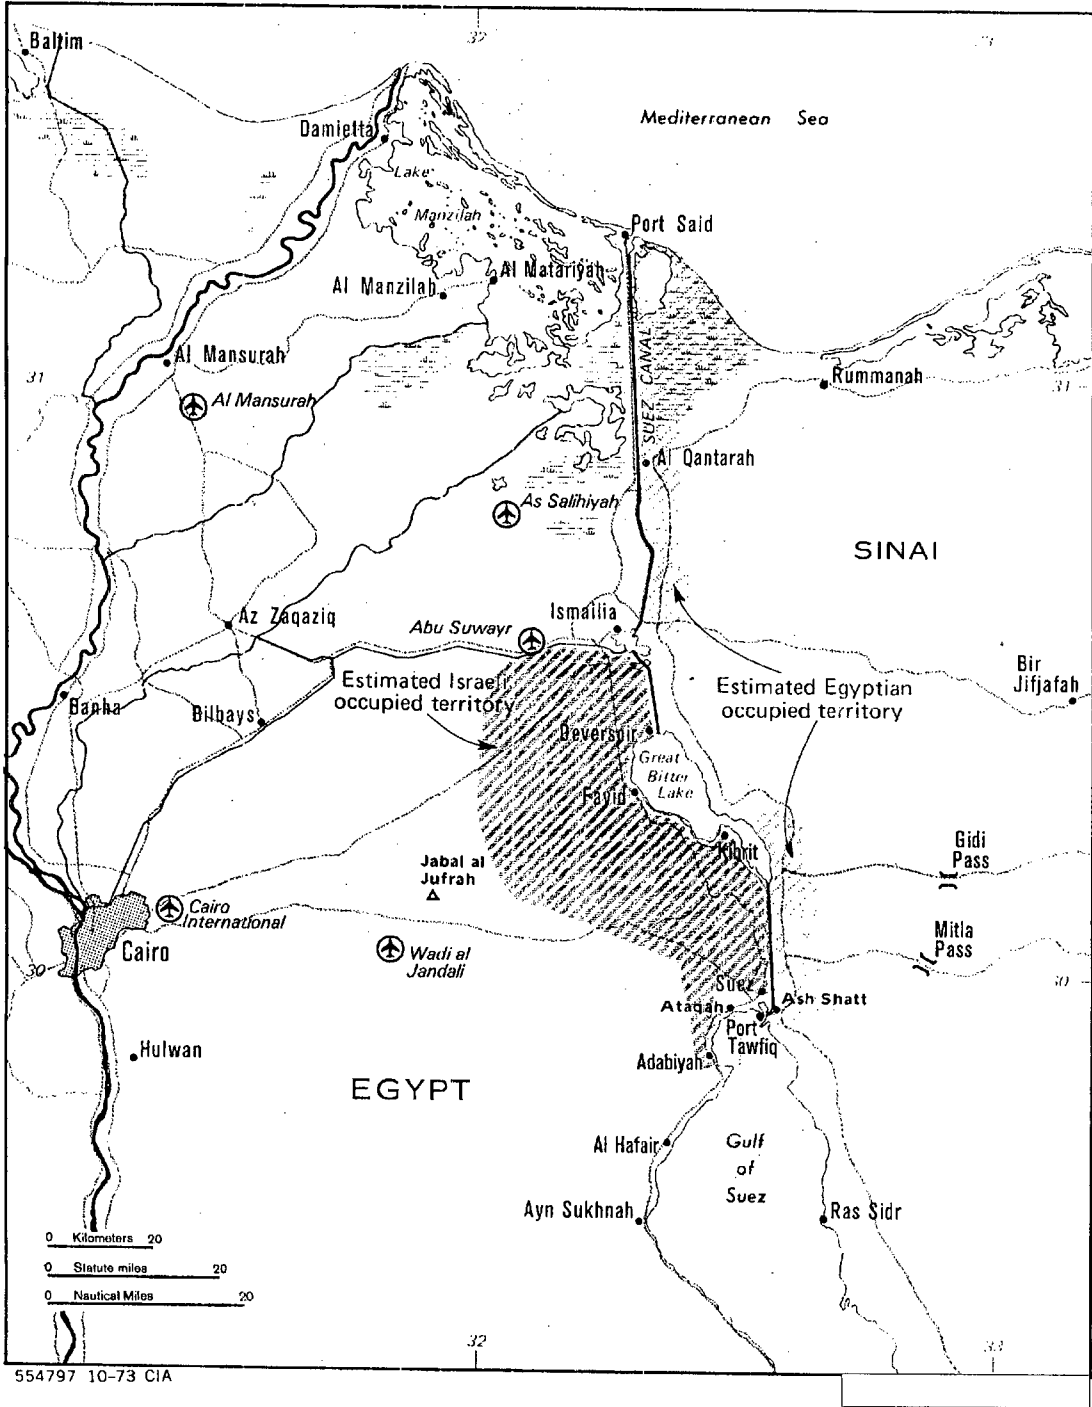 32
Baltim
Mediterranean Sea
Damietta
Lake
Manzilah
Port Said
Al Matariyah
Al Manzilah
SUEZ CANAL
Al Mansurah
31
Rummanah
31
Al Mansurah
Al Qantarah
As Salihiyah
SINAI
Ismailia
Az Zaqaziq
Abu Suwayr
Bir
Jifjafah
Estimated Israeli
occupied territory
Estimated Egyptian
occupied territory
Banha
Bilbays
Deversoir
Great
Bitter
Lake
Fayid
Kibrit
Gidi
Pass
Jabal al
Jufrah
Cairo
International
Mitla
Pass
Cairo
Wadi al
Jandali
30
30
Suez
Ash Shatt
Ataqah
Port
Tawfiq
Hulwan
Adabiyah
EGYPT
Al Hafair
Gulf
of
Suez
Ayn Sukhnah
Ras Sidr
0 Kilometers 20
0 Statute miles 20
0 Nautical Miles 20
32
33
554797 10-73 CIA